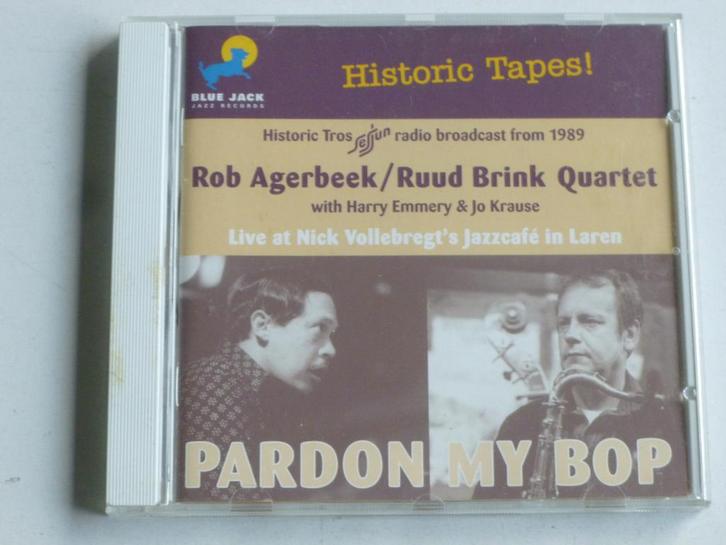 BLUE JACK
JAZZ RECORDS
Historic Tapes!
Historic Tros Sesjun radio broadcast from 1989
Rob Agerbeek/Ruud Brink Quartet
with Harry Emmery & Jo Krause
Live at Nick Vollebregt's Jazzcafé in Laren
PARDON MY BOP